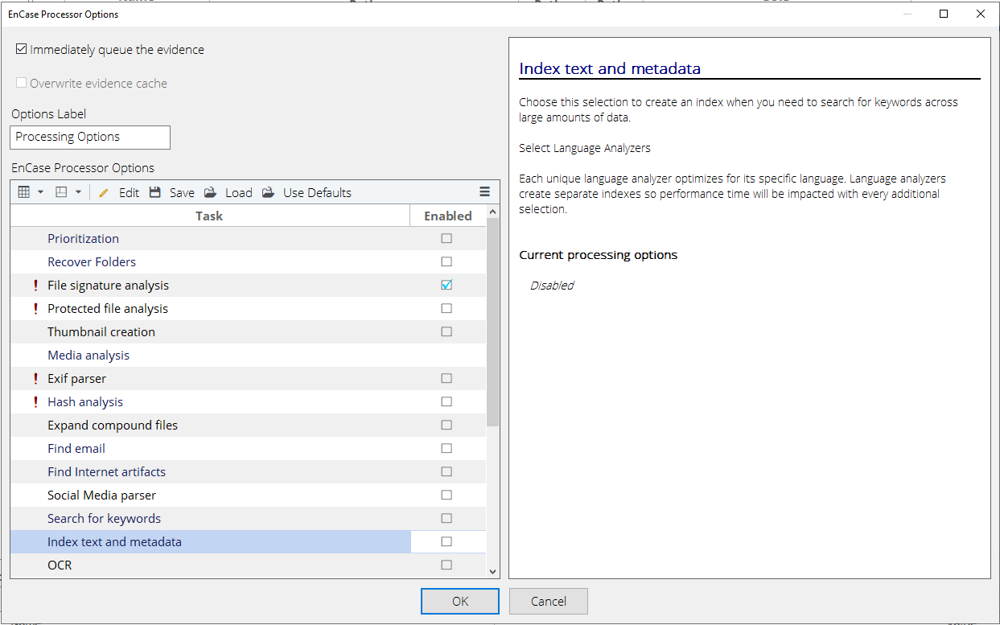 EnCase Processor Options
Immediately queue the evidence
Overwrite evidence cache
Options Label
Processing Options
EnCase Processor Options
Edit Save Load Use Defaults
Task Enabled
Prioritization
Recover Folders
! File signature analysis
! Protected file analysis
Thumbnail creation
Media analysis
! Exif parser
! Hash analysis
Expand compound files
Find email
Find Internet artifacts
Social Media parser
Search for keywords
Index text and metadata
OCR
Index text and metadata
Choose this selection to create an index when you need to search for keywords across
large amounts of data.
Select Language Analyzers
Each unique language analyzer optimizes for its specific language. Language analyzers
create separate indexes so performance time will be impacted with every additional
selection.
Current processing options
Disabled
OK Cancel